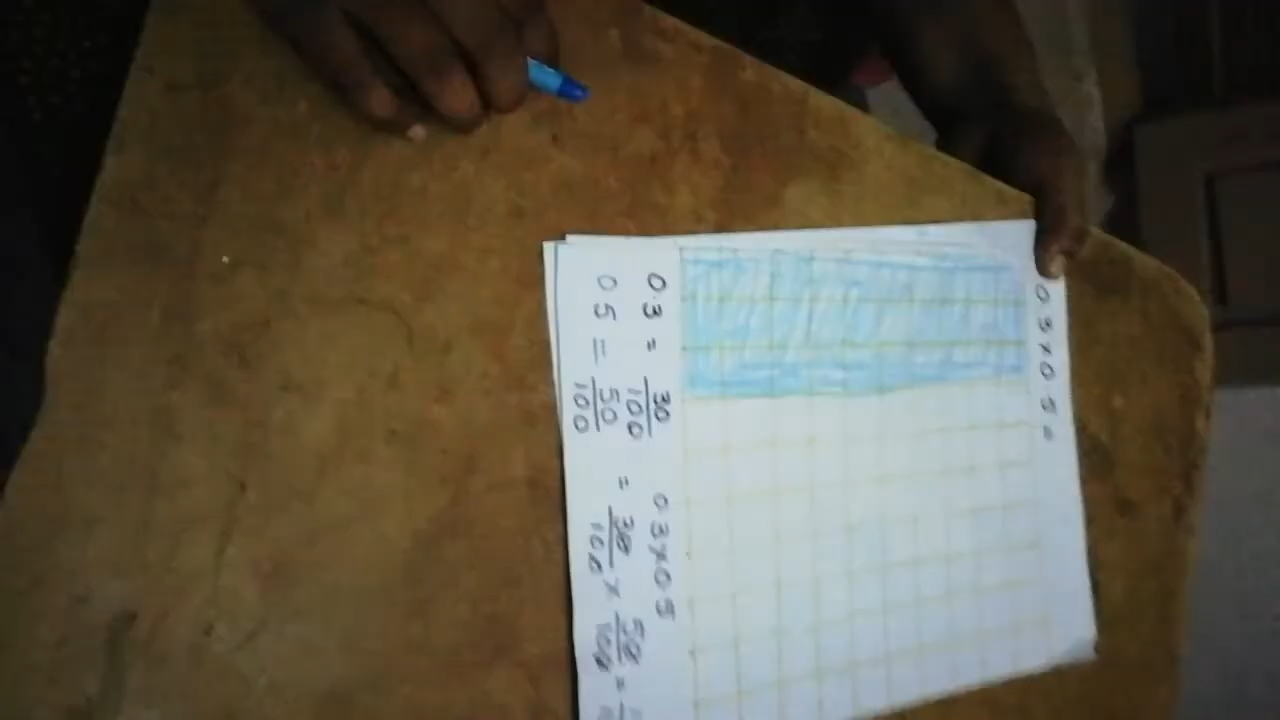 0.3 × 0.5 =
0.3 = 30/100
0.5 = 50/100
0.3 × 0.5
= 30/100 × 50/100 =